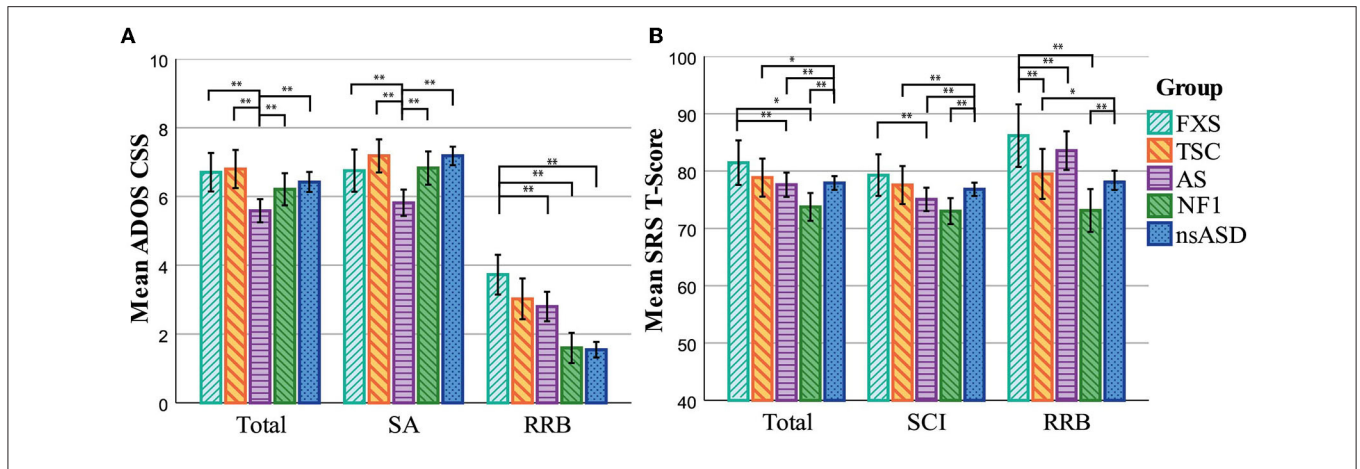 A
Mean ADOS CSS
10
8
6
4
2
0
** ** ** **
** ** ** **
** ** **
Total SA RRB
B
Mean SRS T-Score
100
90
80
70
60
50
40
* ** ** * **
** ** ** **
** ** ** * **
Total SCI RRB
Group
FXS
TSC
AS
NF1
nsASD